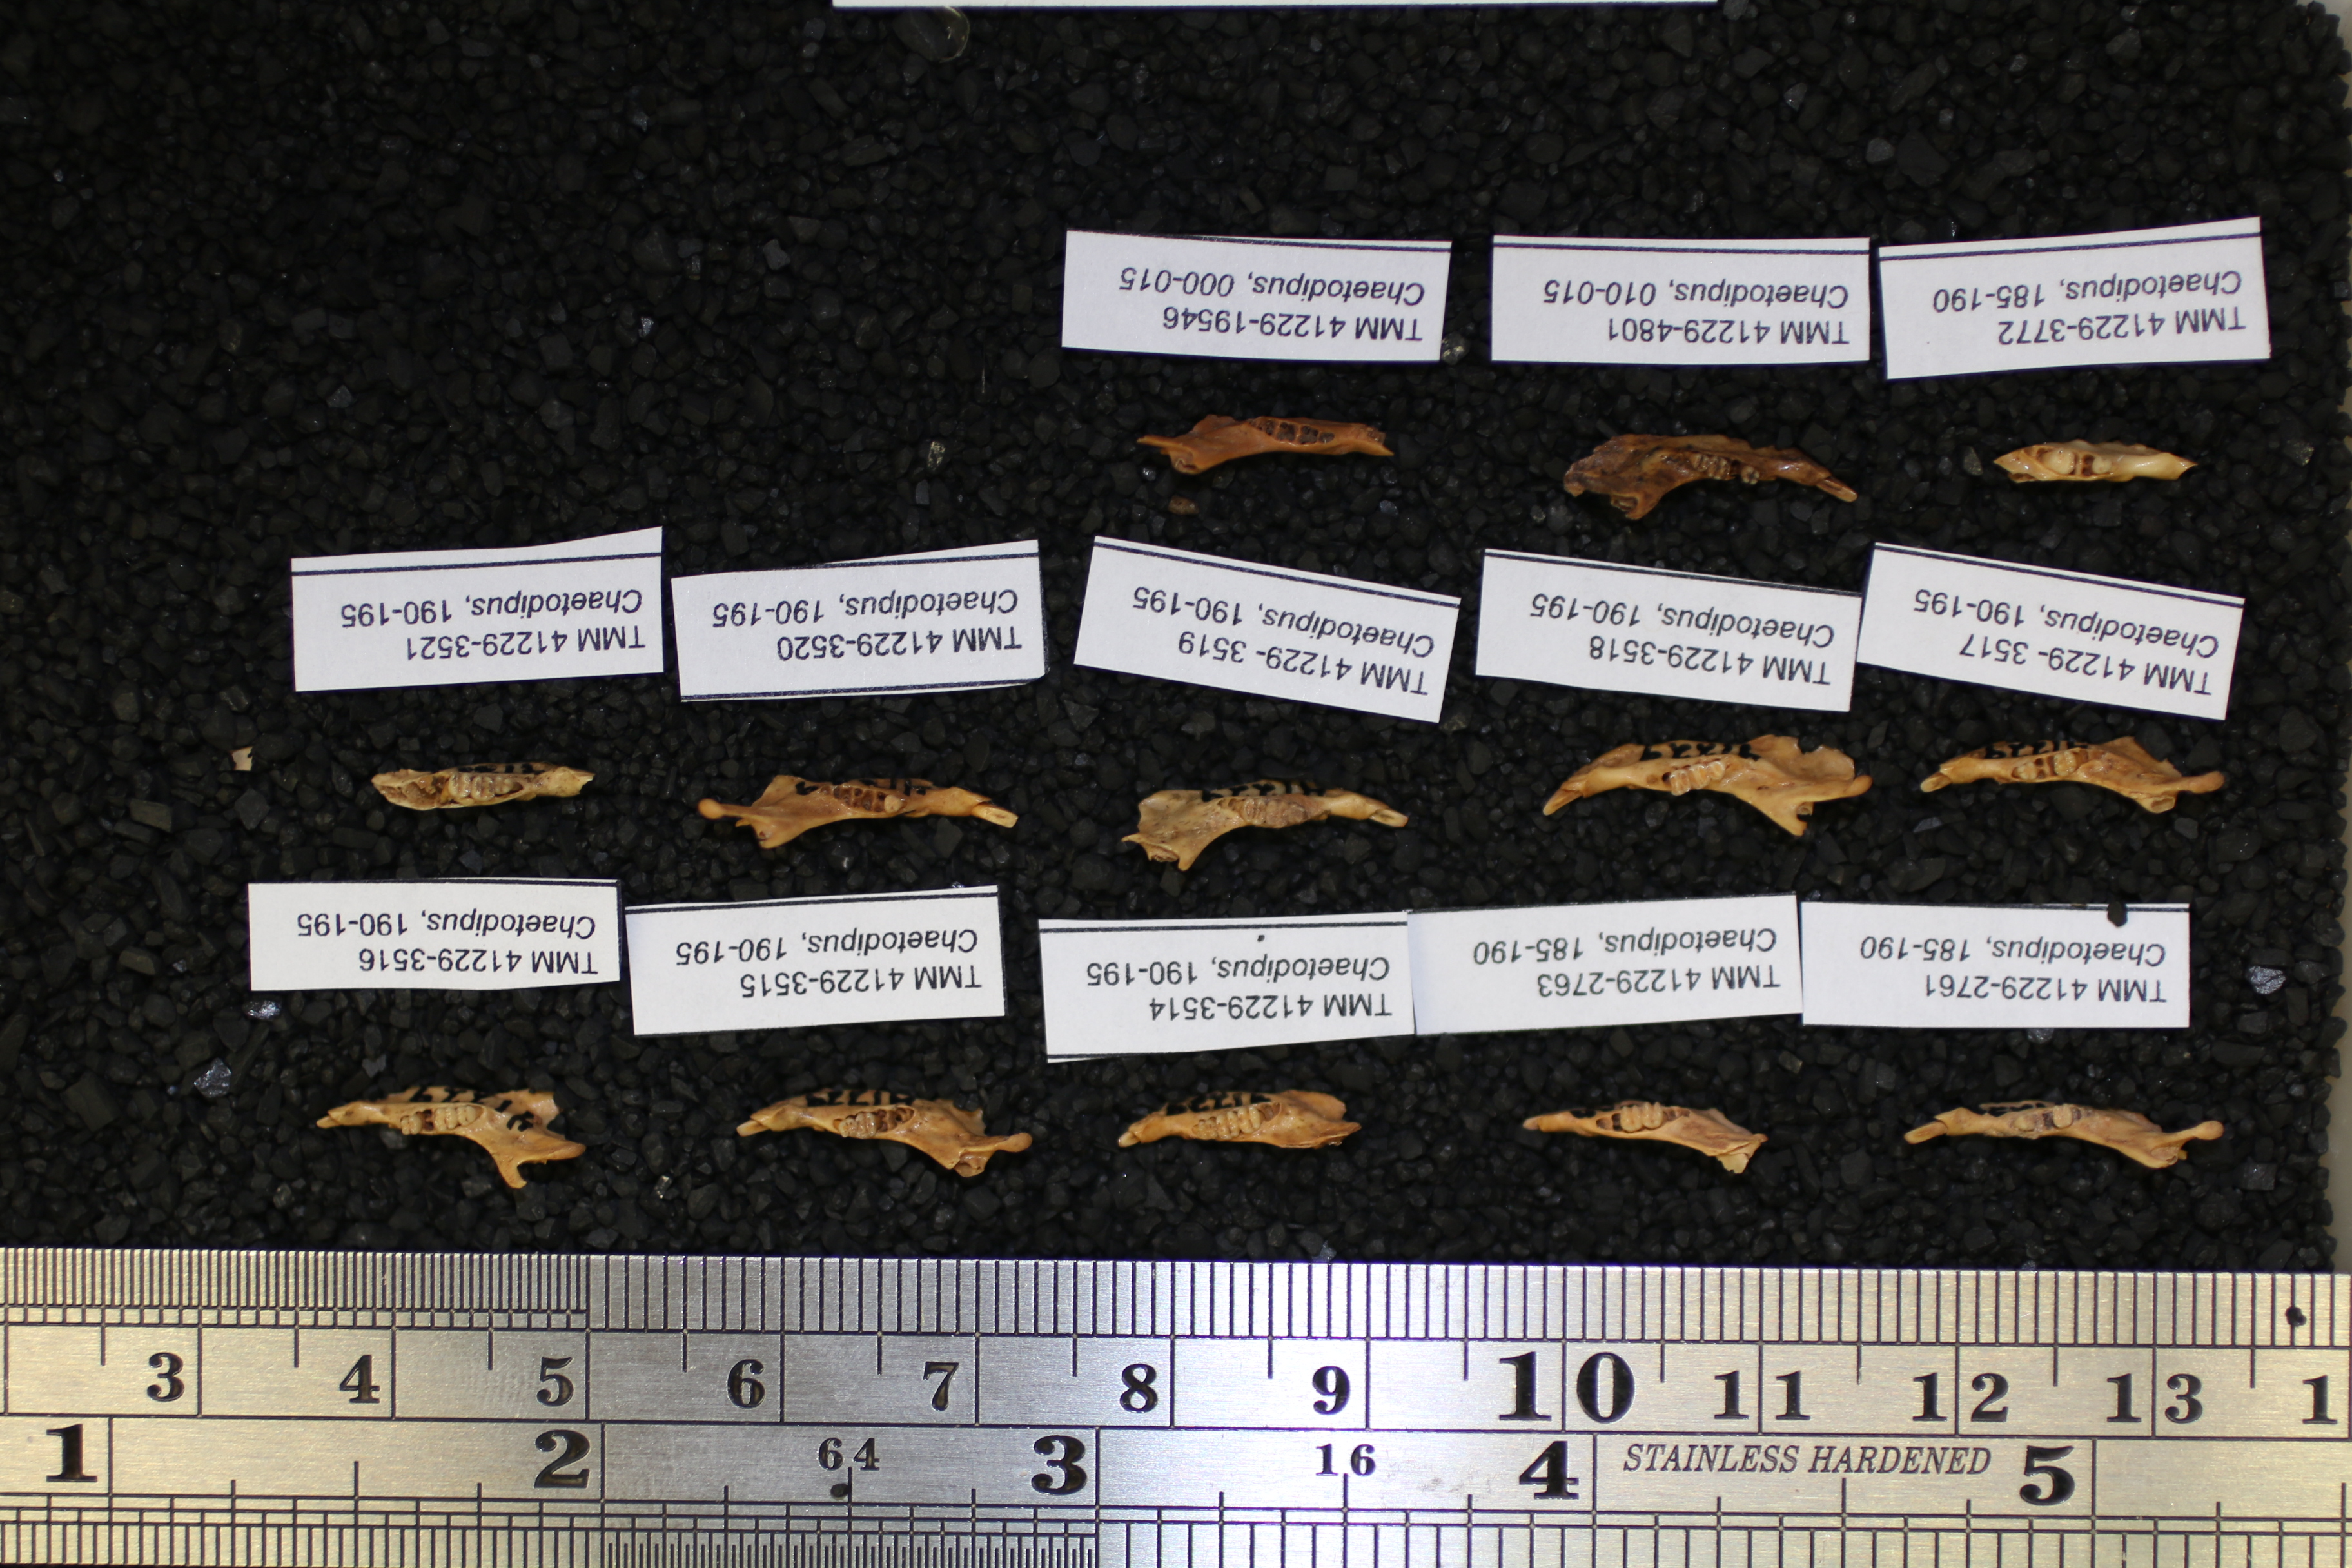 TMM 41229-19546
Chaetodipus, 000-015
TMM 41229-4801
Chaetodipus, 010-015
TMM 41229-3772
Chaetodipus, 185-190
TMM 41229-3521
Chaetodipus, 190-195
TMM 41229-3520
Chaetodipus, 190-195
TMM 41229- 3519
Chaetodipus, 190-195
TMM 41229-3518
Chaetodipus, 190-195
TMM 41229- 3517
Chaetodipus, 190-195
TMM 41229-3516
Chaetodipus, 190-195
TMM 41229-3515
Chaetodipus, 190-195
TMM 41229-3514
Chaetodipus, 190-195
TMM 41229-2763
Chaetodipus, 185-190
TMM 41229-2761
Chaetodipus, 185-190
3 4 5 6 7 8 9 10 11 12 13 1
1 2 64 3 16 4 STAINLESS HARDENED 5